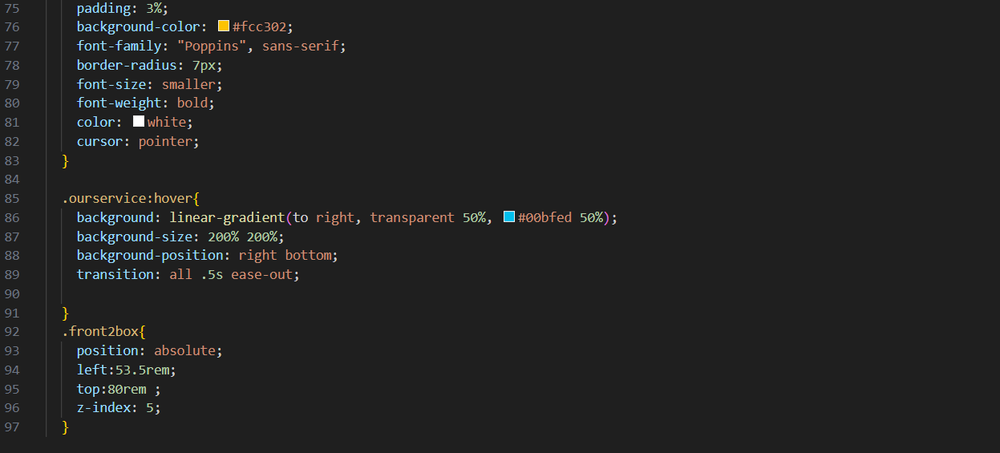 75 padding: 3%;
76 background-color: #fcc302;
77 font-family: "Poppins", sans-serif;
78 border-radius: 7px;
79 font-size: smaller;
80 font-weight: bold;
81 color: white;
82 cursor: pointer;
83 }
84
85 .ourservice:hover{
86 background: linear-gradient(to right, transparent 50%, #00bfed 50%);
87 background-size: 200% 200%;
88 background-position: right bottom;
89 transition: all .5s ease-out;
90
91 }
92 .front2box{
93 position: absolute;
94 left:53.5rem;
95 top:80rem ;
96 z-index: 5;
97 }